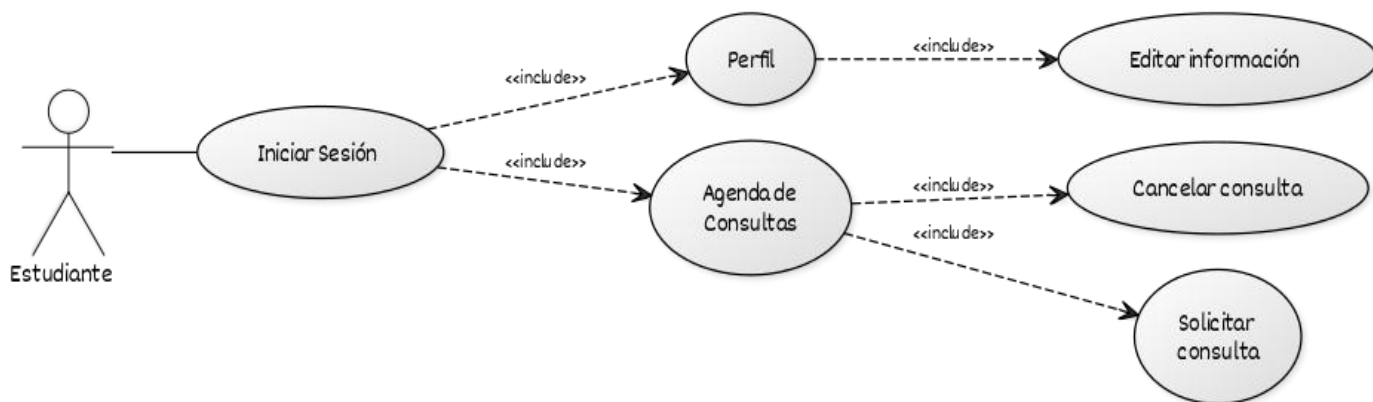 Perfil
<<include>>
Editar información
<<include>>
Iniciar Sesión
<<include>>
Agenda de
Consultas
<<include>>
Cancelar consulta
<<include>>
Estudiante
Solicitar
consulta